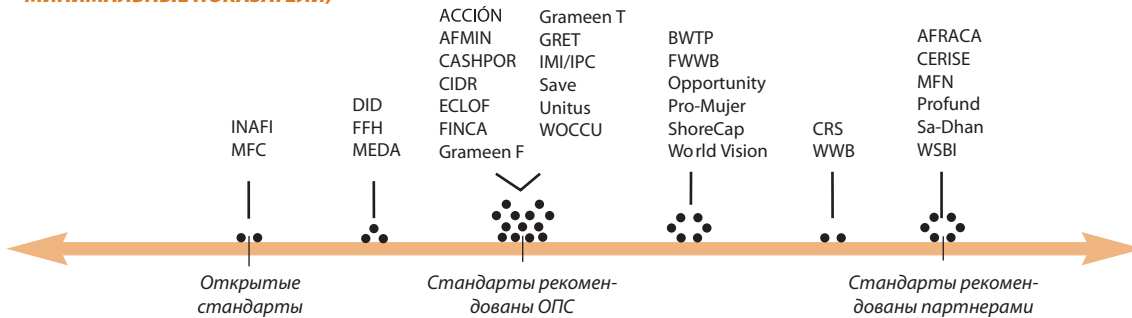 МИНИМАЛЬНЫЕ ПОКАЗАТЕЛИ)
INAFI
MFC
DID
FFH
MEDA
ACCIÓN
AFMIN
CASHPOR
CIDR
ECLOF
FINCA
Grameen F
Grameen T
GRET
IMI/IPC
Save
Unitus
WOCCU
BWTP
FWWB
Opportunity
Pro-Mujer
ShoreCap
World Vision
CRS
WWB
AFRACA
CERISE
MFN
Profund
Sa-Dhan
WSBI
Открытые
стандарты
Стандарты рекомен-
дованы ОПС
Стандарты рекомен-
дованы партнерами